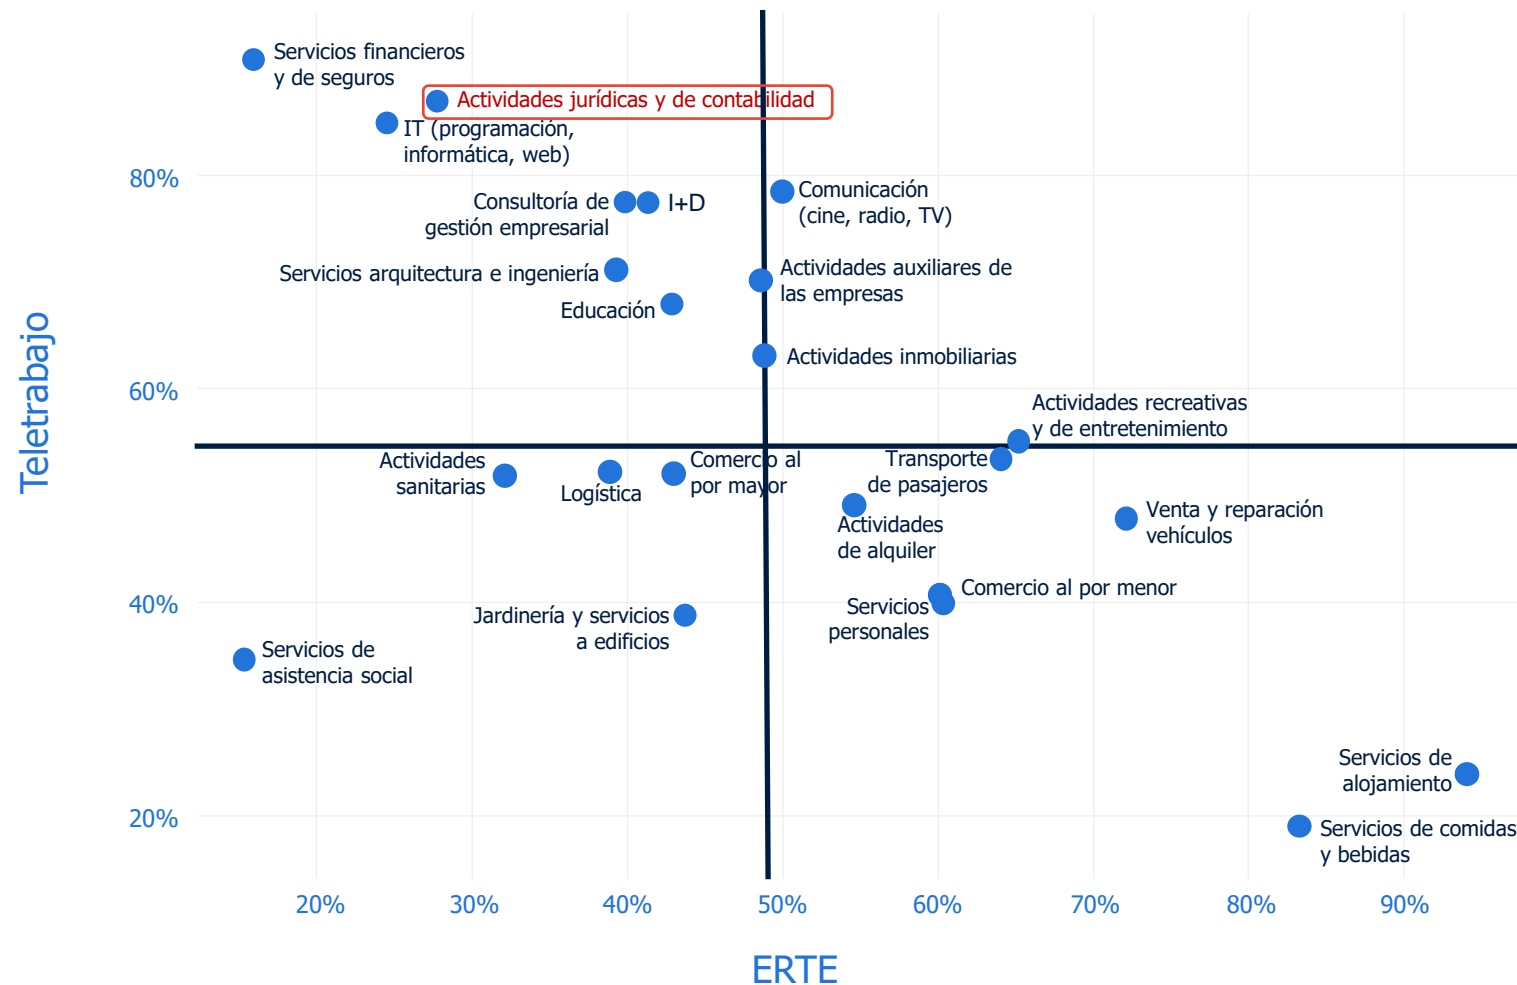 Servicios financieros
y de seguros
Actividades jurídicas y de contabilidad
IT (programación,
informática, web)
80%
Consultoría de
gestión empresarial
I+D
Comunicación
(cine, radio, TV)
Servicios arquitectura e ingeniería
Actividades auxiliares de
las empresas
Educación
Actividades inmobiliarias
60%
Teletrabajo
Actividades recreativas
y de entretenimiento
Actividades
sanitarias
Logística
Comercio al
por mayor
Transporte
de pasajeros
Actividades
de alquiler
Venta y reparación
vehículos
40%
Comercio al por menor
Servicios
personales
Jardinería y servicios
a edificios
Servicios de
asistencia social
Servicios de
alojamiento
20%
Servicios de comidas
y bebidas
20% 30% 40% 50% 60% 70% 80% 90%
ERTE